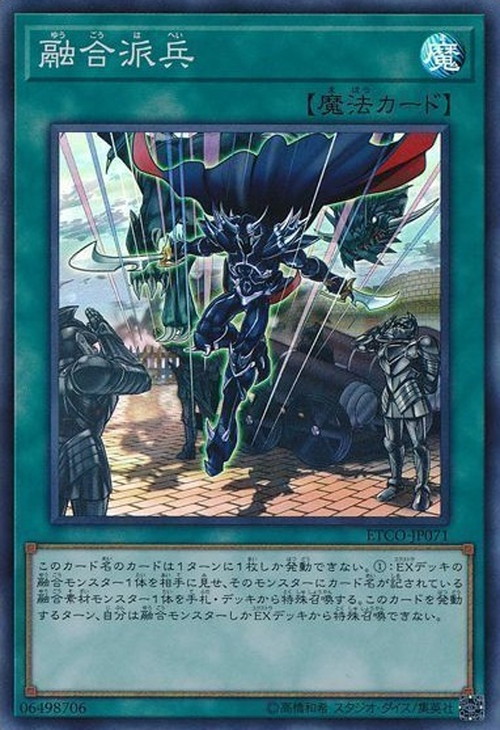 融合派兵
魔
【魔法カード】
ETCO-JP071
このカード名のカードは1ターンに1枚しか発動できない。①:EXデッキの
融合モンスター1体を相手に見せ、そのモンスターにカード名が記されている
融合素材モンスター1体を手札・デッキから特殊召喚する。このカードを発動
するターン、自分は融合モンスターしかEXデッキから特殊召喚できない。
06498706
©高橋和希 スタジオ・ダイス/集英社